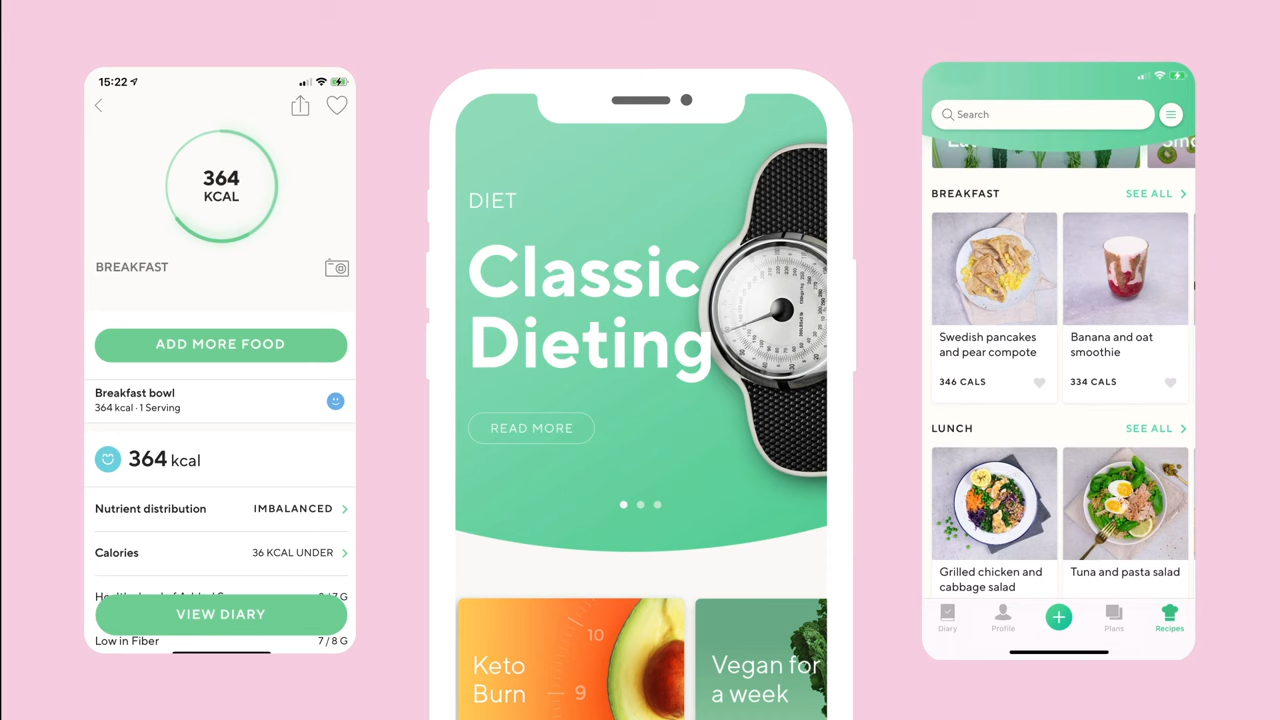 15:22
364
KCAL
BREAKFAST
ADD MORE FOOD
Breakfast bowl
364 kcal · 1 Serving
364 kcal
Nutrient distribution IMBALANCED
Calories 36 KCAL UNDER
VIEW DIARY
Low in Fiber 7 / 8 G
DIET
Classic
Dieting
READ MORE
Keto
Burn
10
9
Vegan for
a week
Search
Eat
BREAKFAST SEE ALL
Swedish pancakes
and pear compote
346 CALS
Banana and oat
smoothie
334 CALS
LUNCH SEE ALL
Grilled chicken and
cabbage salad
Tuna and pasta salad
Diary
Profile
Plans
Recipes